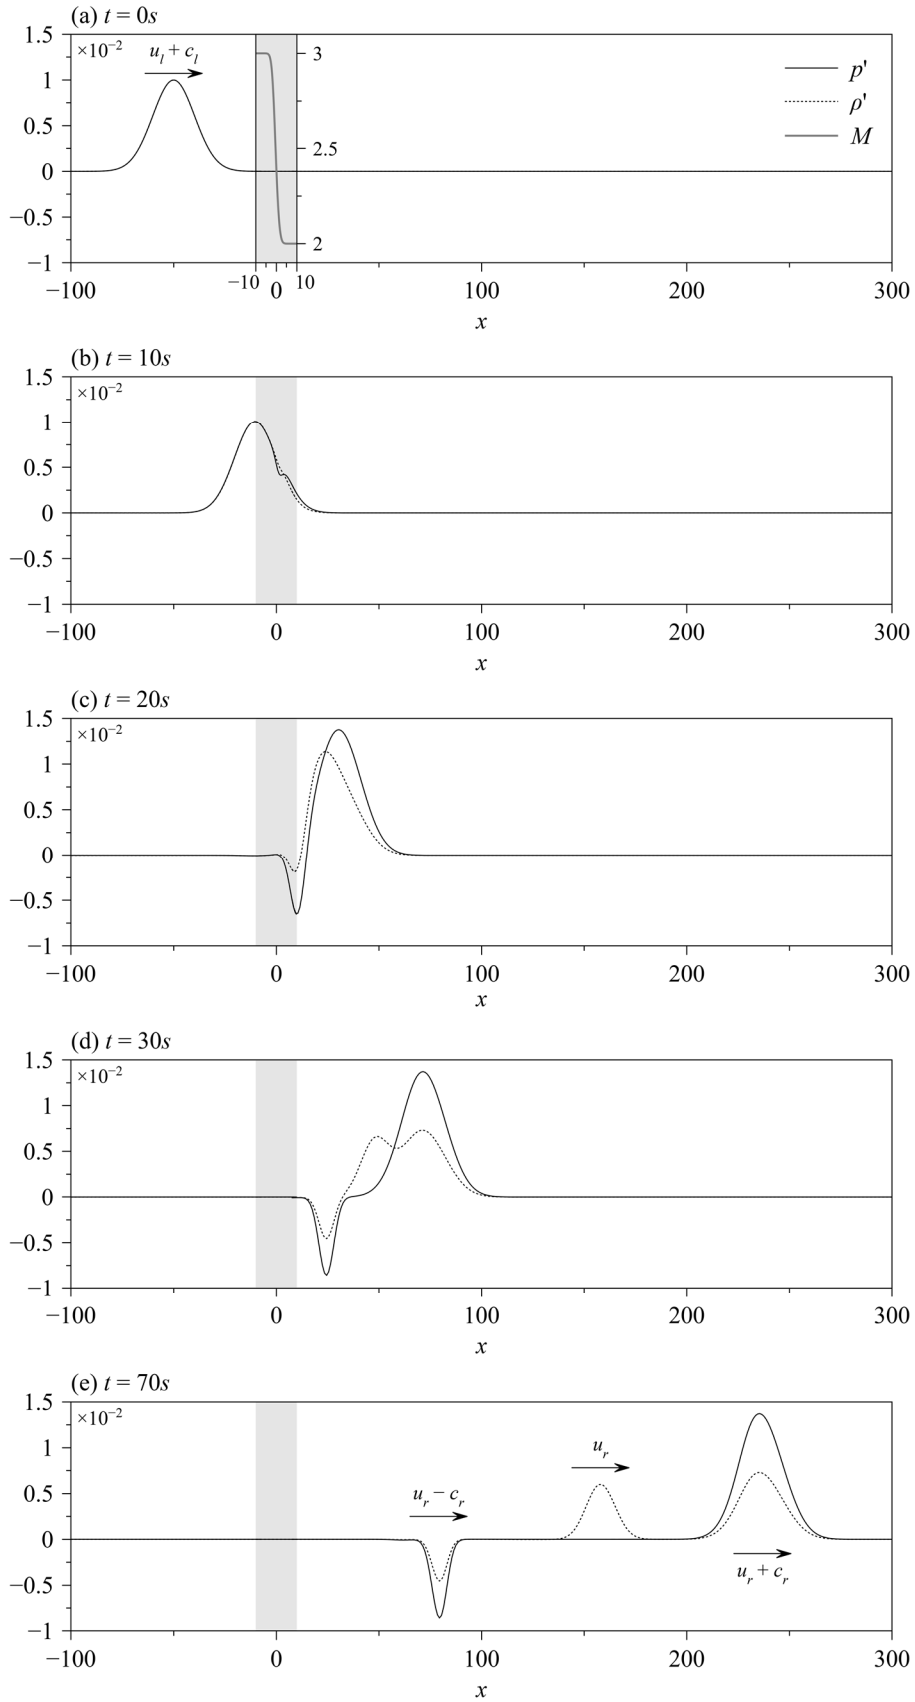 (a) t = 0s
1.5
×10⁻²
u_l + c_l
3
p'
1
ρ'
M
0.5
2.5
0
−0.5
2
−1
−10 10
−100 0 100 200 300
x
(b) t = 10s
1.5
×10⁻²
1
0.5
0
−0.5
−1
−100 0 100 200 300
x
(c) t = 20s
1.5
×10⁻²
1
0.5
0
−0.5
−1
−100 0 100 200 300
x
(d) t = 30s
1.5
×10⁻²
1
0.5
0
−0.5
−1
−100 0 100 200 300
x
(e) t = 70s
1.5
×10⁻²
1
u_r
0.5
u_r − c_r
0
−0.5
u_r + c_r
−1
−100 0 100 200 300
x